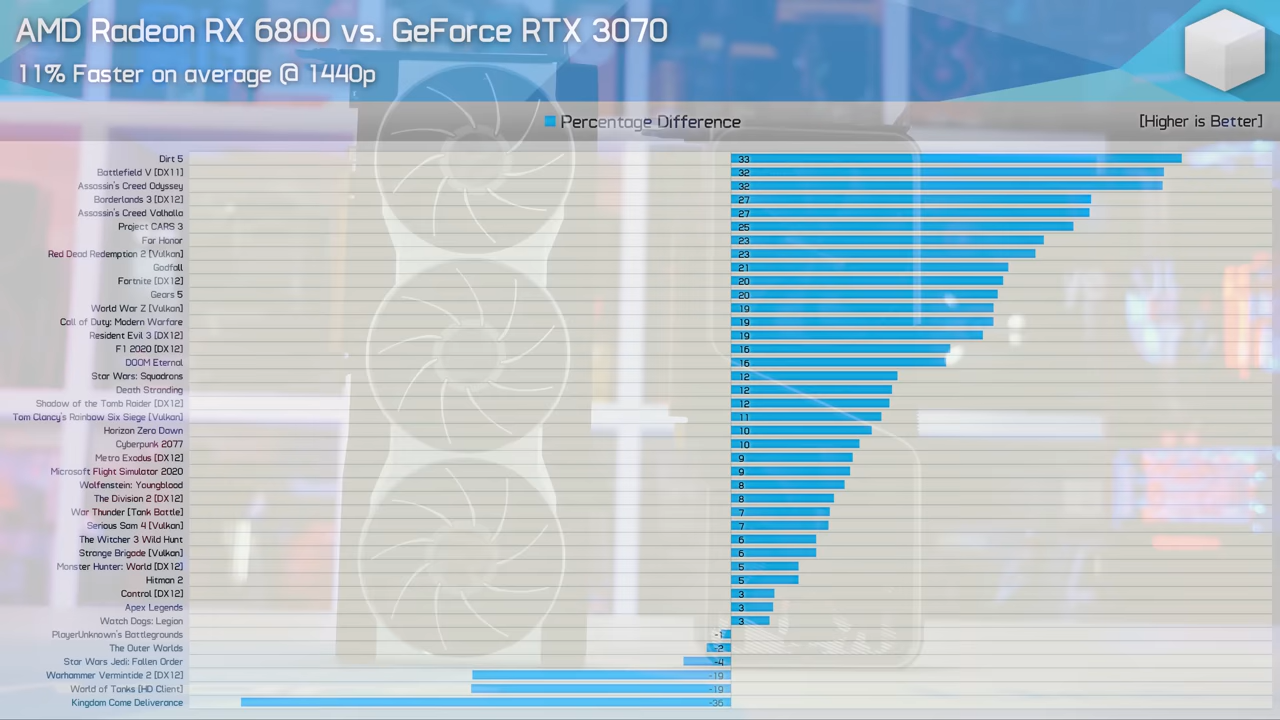 AMD Radeon RX 6800 vs. GeForce RTX 3070
11% Faster on average @ 1440p
Percentage Difference
[Higher is Better]
Dirt 5 33
Battlefield V [DX11] 32
Assassin's Creed Odyssey 32
Borderlands 3 [DX12] 27
Assassin's Creed Valhalla 27
Project CARS 3 25
For Honor 23
Red Dead Redemption 2 [Vulkan] 23
Godfall 21
Fortnite [DX12] 20
Gears 5 20
World War Z [Vulkan] 19
Call of Duty: Modern Warfare 19
Resident Evil 3 [DX12] 19
F1 2020 [DX12] 16
DOOM Eternal 16
Star Wars: Squadrons 12
Death Stranding 12
Shadow of the Tomb Raider [DX12] 12
Tom Clancy's Rainbow Six Siege [Vulkan] 11
Horizon Zero Dawn 10
Cyberpunk 2077 10
Metro Exodus [DX12] 9
Microsoft Flight Simulator 2020 9
Wolfenstein: Youngblood 8
The Division 2 [DX12] 8
War Thunder [Tank Battle] 7
Serious Sam 4 [Vulkan] 7
The Witcher 3 Wild Hunt 6
Strange Brigade [Vulkan] 6
Monster Hunter: World [DX12] 5
Hitman 2 5
Control [DX12] 3
Apex Legends 3
Watch Dogs: Legion 3
PlayerUnknown's Battlegrounds -1
The Outer Worlds -2
Star Wars Jedi: Fallen Order -4
Warhammer Vermintide 2 [DX12] -19
World of Tanks [HD Client] -19
Kingdom Come Deliverance -36